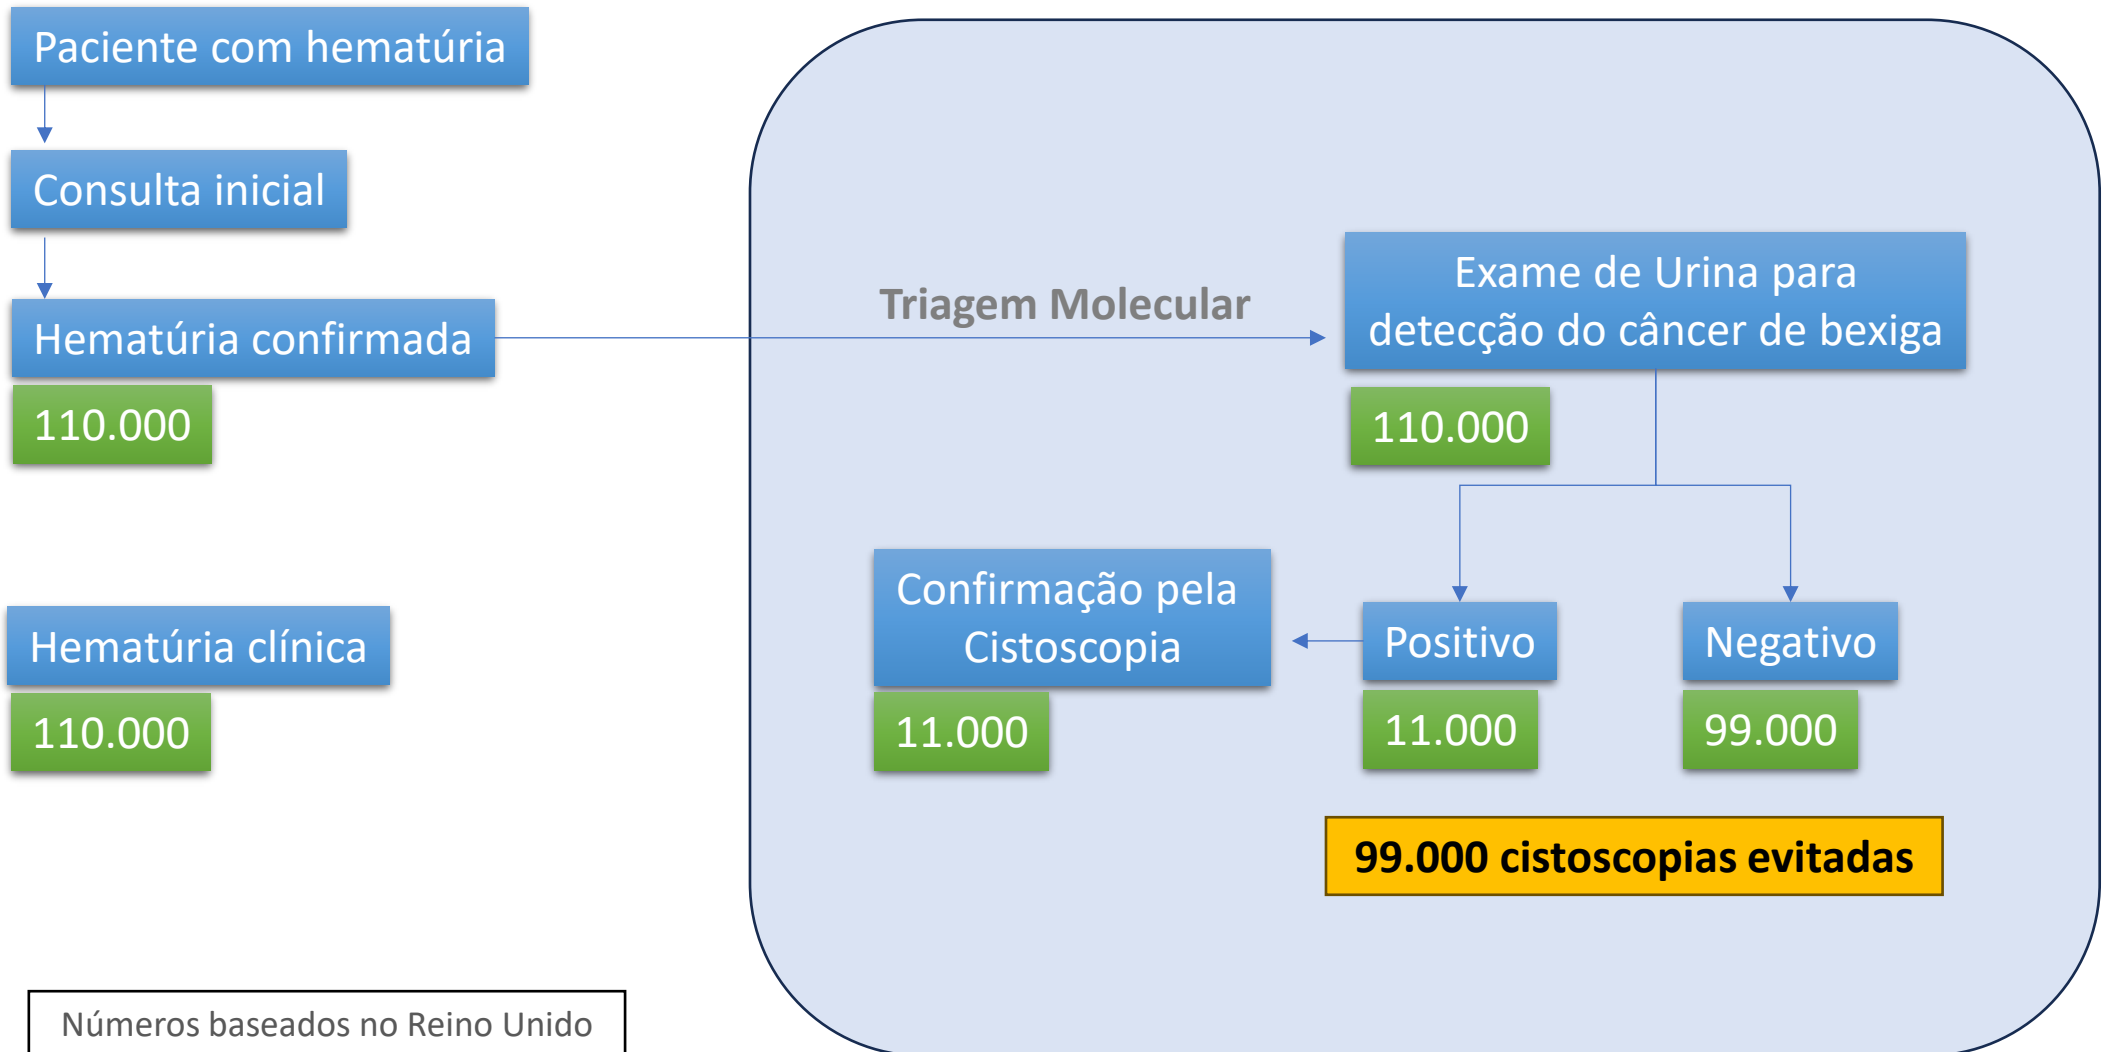 Paciente com hematúria
Consulta inicial
Hematúria confirmada
110.000
Hematúria clínica
110.000
Números baseados no Reino Unido
Triagem Molecular
Exame de Urina para
detecção do câncer de bexiga
110.000
Confirmação pela
Cistoscopia
11.000
Positivo
11.000
Negativo
99.000
99.000 cistoscopias evitadas